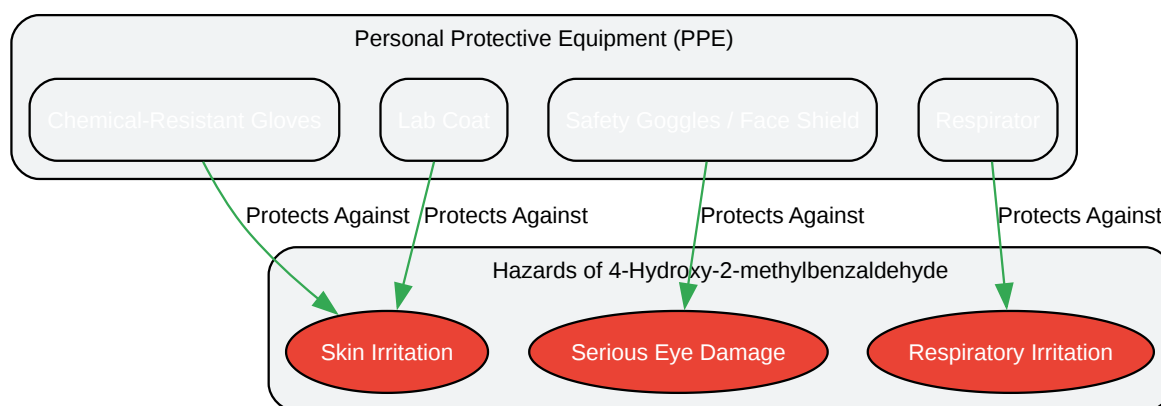 Personal Protective Equipment (PPE)
Chemical-Resistant Gloves
Lab Coat
Safety Goggles / Face Shield
Respirator
Protects Against
Protects Against
Protects Against
Protects Against
Hazards of 4-Hydroxy-2-methylbenzaldehyde
Skin Irritation
Serious Eye Damage
Respiratory Irritation